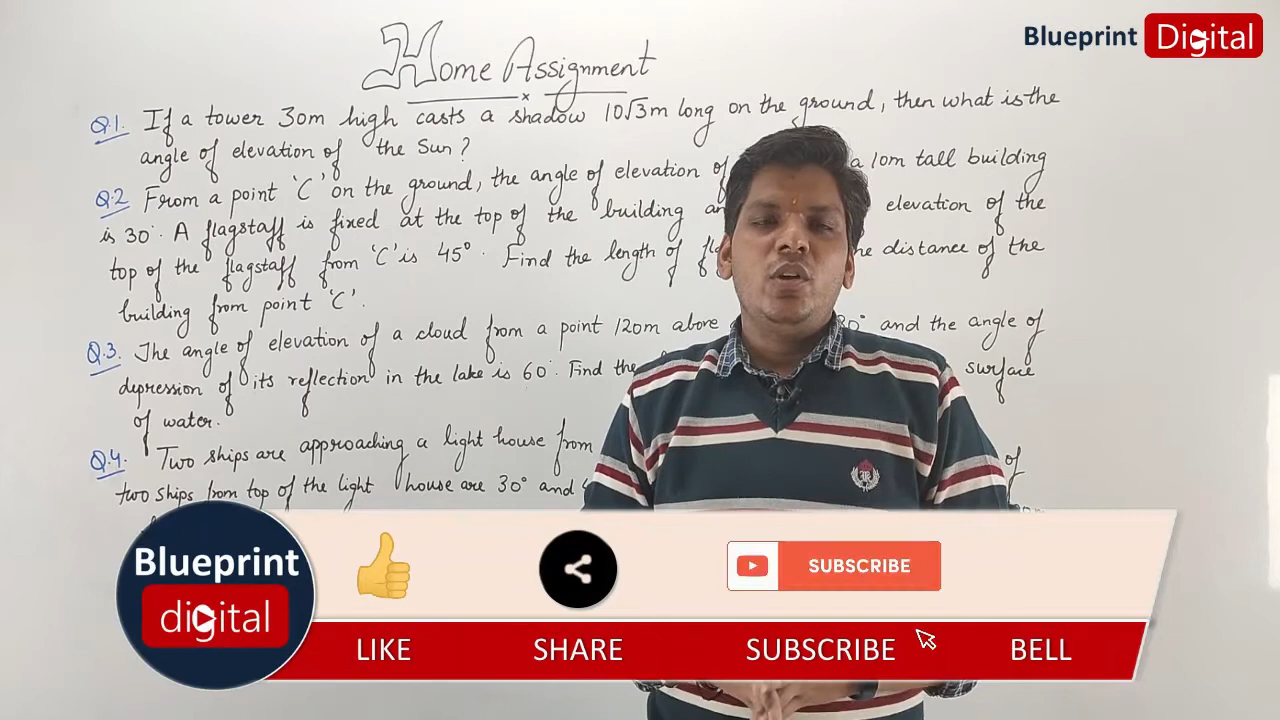 Blueprint Digital
Home Assignment
Q.1. If a tower 30m high casts a shadow 10√3m long on the ground, then what is the
angle of elevation of the Sun?
Q.2 From a point 'C' on the ground, the angle of elevation of a 10m tall building
is 30°. A flagstaff is fixed at the top of the building elevation of the
top of the flagstaff from 'C' is 45°. Find the length of distance of the
building from point 'C'.
Q.3. The angle of elevation of a cloud from a point 120m above and the angle of
depression of its reflection in the lake is 60°. Find the surface
of water.
Q.4. Two ships are approaching a light house from of
two ships from top of the light house are 30° and
Blueprint
digital
SUBSCRIBE
LIKE SHARE SUBSCRIBE BELL